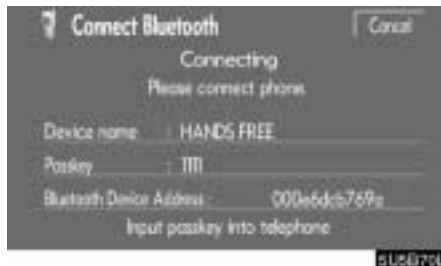 Connect Bluetooth
Cancel
Connecting
Please connect phone.
Device name : HANDS FREE
Passkey : 1111
Bluetooth Device Address : 000e6dcb769a
Input passkey into telephone